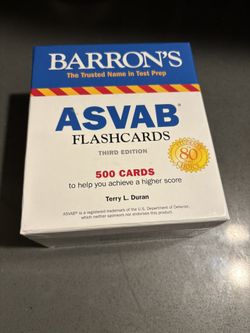 BARRON'S
The Trusted Name in Test Prep
ASVAB®
FLASHCARDS
THIRD EDITION
80
500 CARDS
to help you achieve a higher score
Terry L. Duran
ASVAB® is a registered trademark of the U.S. Department of Defense,
which neither sponsors nor endorses this product.